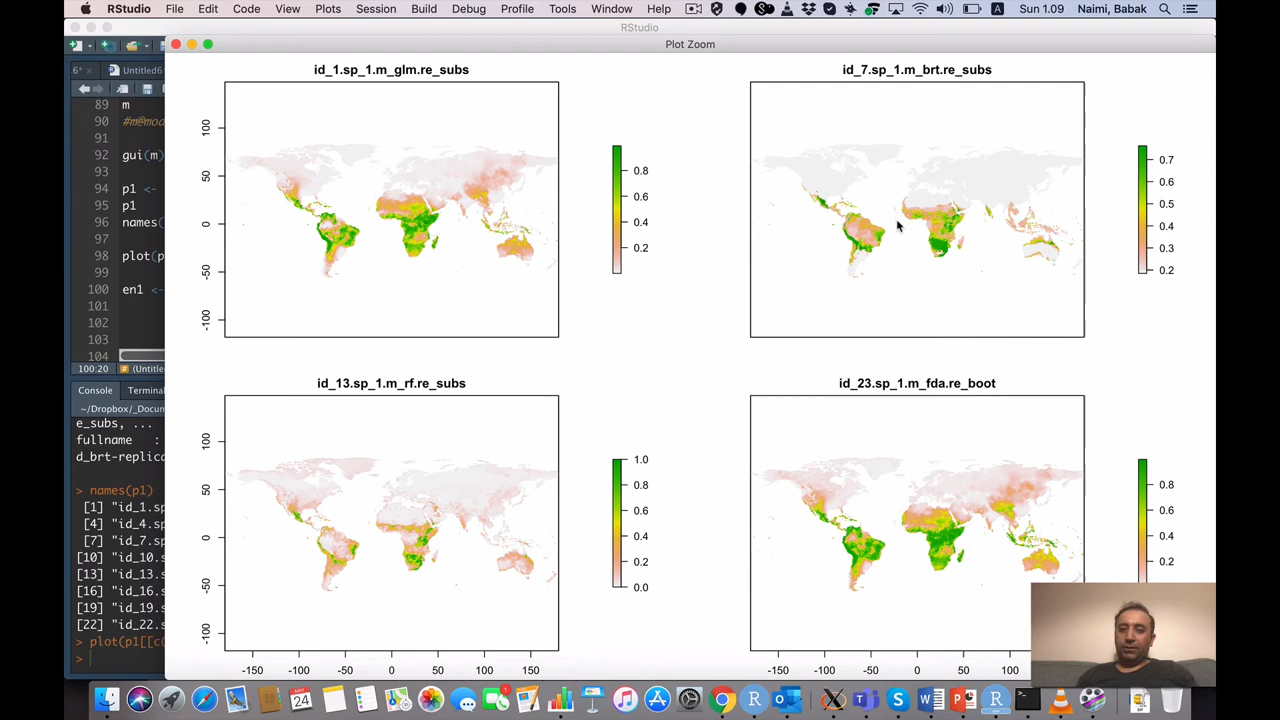 RStudio File Edit Code View Plots Session Build Debug Profile Tools Window Help Sun 1.09 Naimi, Babak
RStudio
Plot Zoom
.6* × Untitled6
89 m
90 #m@mod
91
92 gui(m)
93
94 p1 <-
95 p1
96 names(
97
98 plot(p
99
100 en1 <-
101
102
103
104
100:20 # (Untitle
Console Terminal
~/Dropbox/_Docum
e_subs, ...
fullname :
d_brt-replic
> names(p1)
[1] "id_1.sp
[4] "id_4.sp
[7] "id_7.sp
[10] "id_10.s
[13] "id_13.s
[16] "id_16.s
[19] "id_19.s
[22] "id_22.s
> plot(p1[[c(
>
id_1.sp_1.m_glm.re_subs
100
50
0
-50
-100
0.8
0.6
0.4
0.2
id_7.sp_1.m_brt.re_subs
0.7
0.6
0.5
0.4
0.3
0.2
id_13.sp_1.m_rf.re_subs
100
50
0
-50
-100
-150 -100 -50 0 50 100 150
1.0
0.8
0.6
0.4
0.2
0.0
id_23.sp_1.m_fda.re_boot
-150 -100 -50 0 50 100
0.8
0.6
0.4
0.2